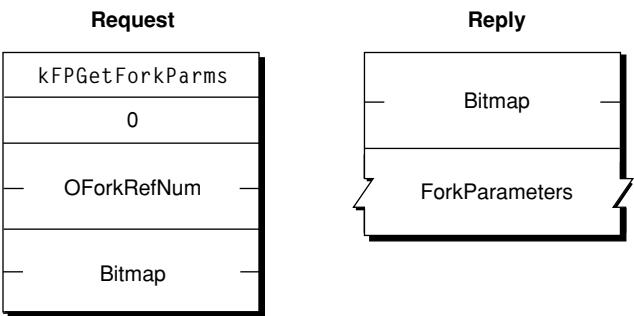 Request
kFPGetForkParms
0
OForkRefNum
Bitmap
Reply
Bitmap
ForkParameters